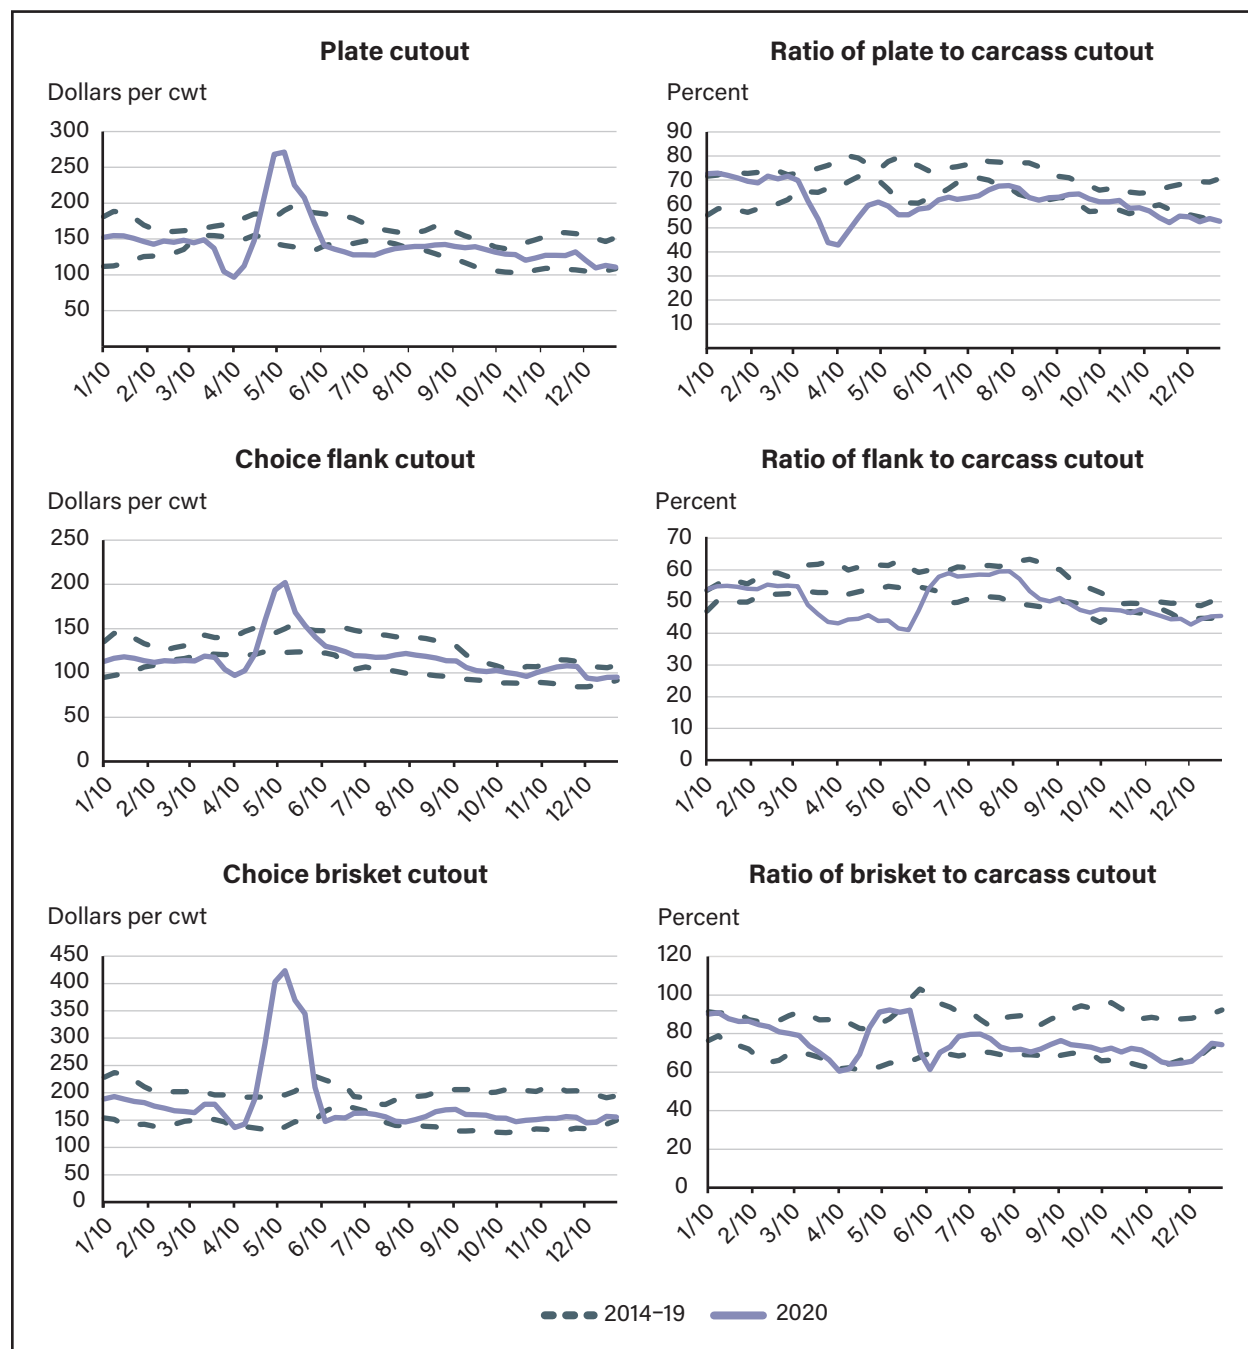 Plate cutout
Dollars per cwt
300
250
200
150
100
50
1/10 2/10 3/10 4/10 5/10 6/10 7/10 8/10 9/10 10/10 11/10 12/10
Ratio of plate to carcass cutout
Percent
90
80
70
60
50
40
30
20
10
1/10 2/10 3/10 4/10 5/10 6/10 7/10 8/10 9/10 10/10 11/10 12/10
Choice flank cutout
Dollars per cwt
250
200
150
100
50
0
1/10 2/10 3/10 4/10 5/10 6/10 7/10 8/10 9/10 10/10 11/10 12/10
Ratio of flank to carcass cutout
Percent
70
60
50
40
30
20
10
0
1/10 2/10 3/10 4/10 5/10 6/10 7/10 8/10 9/10 10/10 11/10 12/10
Choice brisket cutout
Dollars per cwt
450
400
350
300
250
200
150
100
50
0
1/10 2/10 3/10 4/10 5/10 6/10 7/10 8/10 9/10 10/10 11/10 12/10
Ratio of brisket to carcass cutout
Percent
120
100
80
60
40
20
0
1/10 2/10 3/10 4/10 5/10 6/10 7/10 8/10 9/10 10/10 11/10 12/10
2014–19 2020